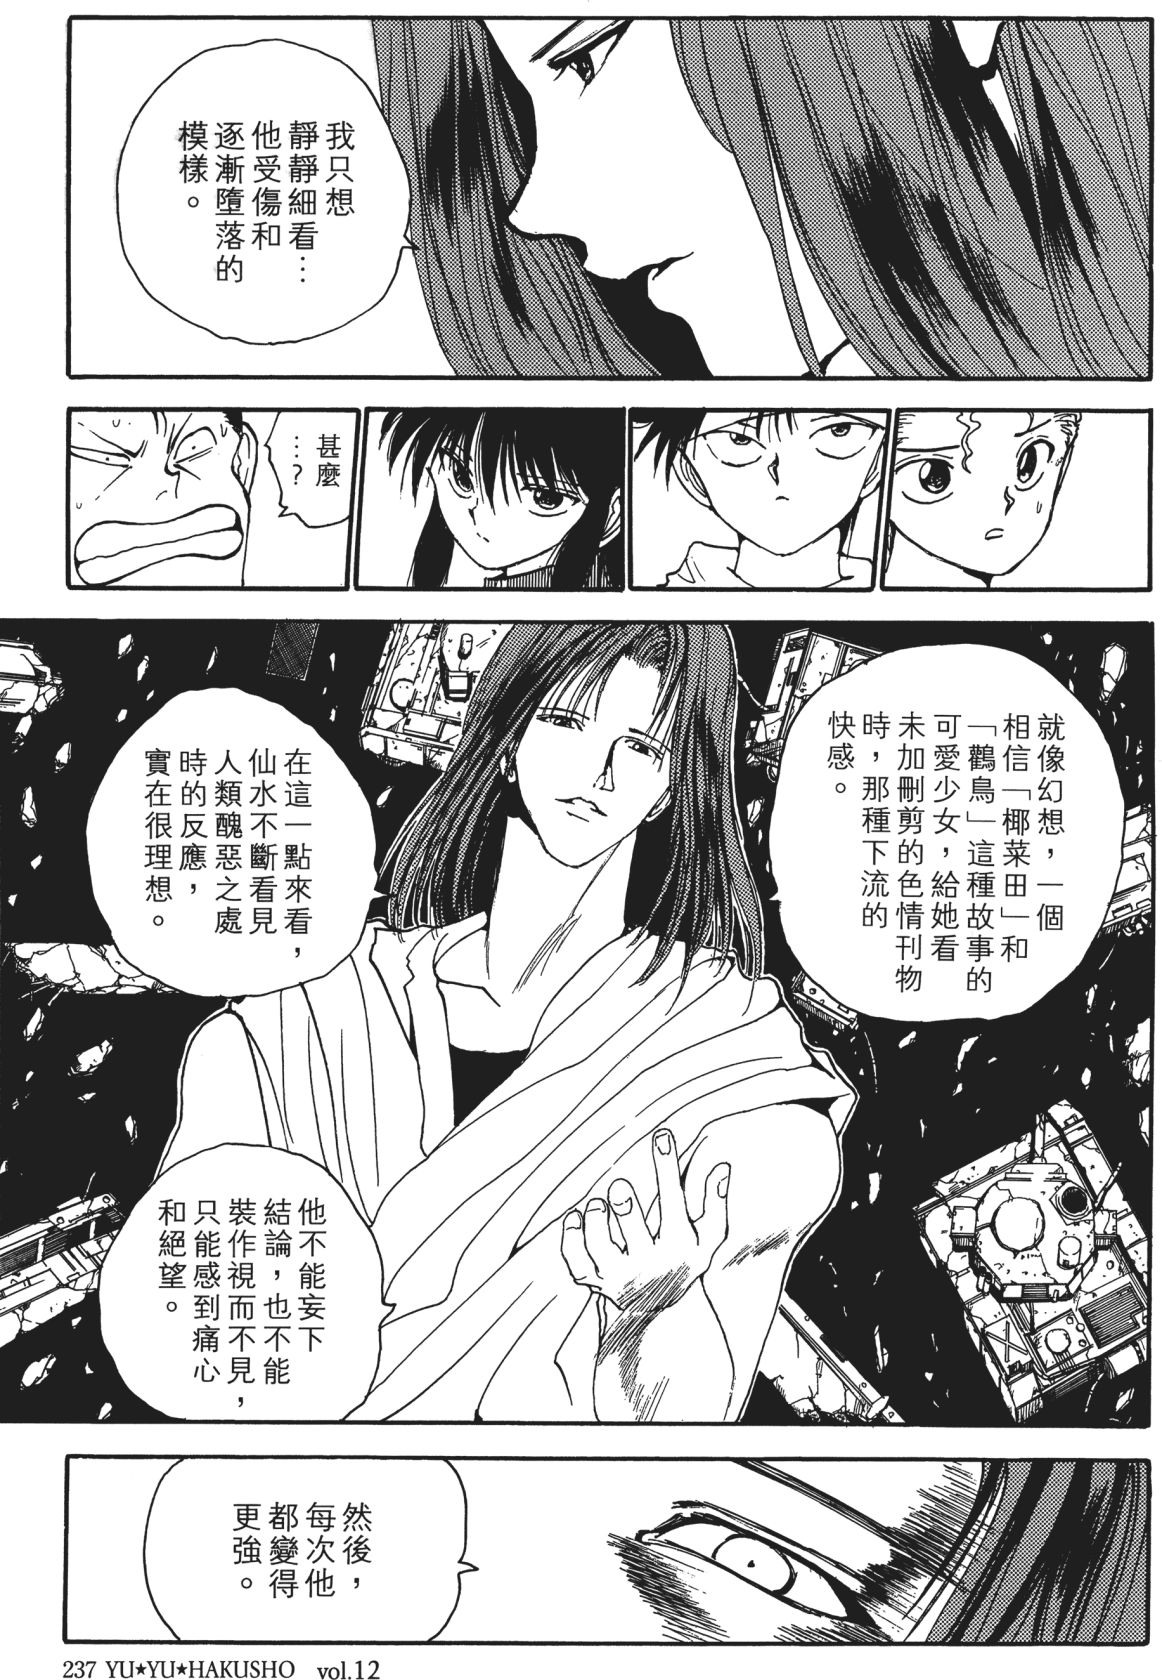 我只想
靜靜細看…
他受傷和
逐漸墮落的
模樣。
甚麼
…?
就像幻想，一個
相信「椰菜田」和
「鸛鳥」這種故事的
可愛少女，給她看
未加刪剪的色情刊物
時，那種下流的
快感。
在這一點來看，
仙水不斷看見
人類醜惡之處
時的反應，
實在很理想。
他不能妄下
結論，也不能
裝作視而不見，
只能感到痛心
和絕望。
然後，
每次他
都變得
更強。
237 YU★YU★HAKUSHO vol.12